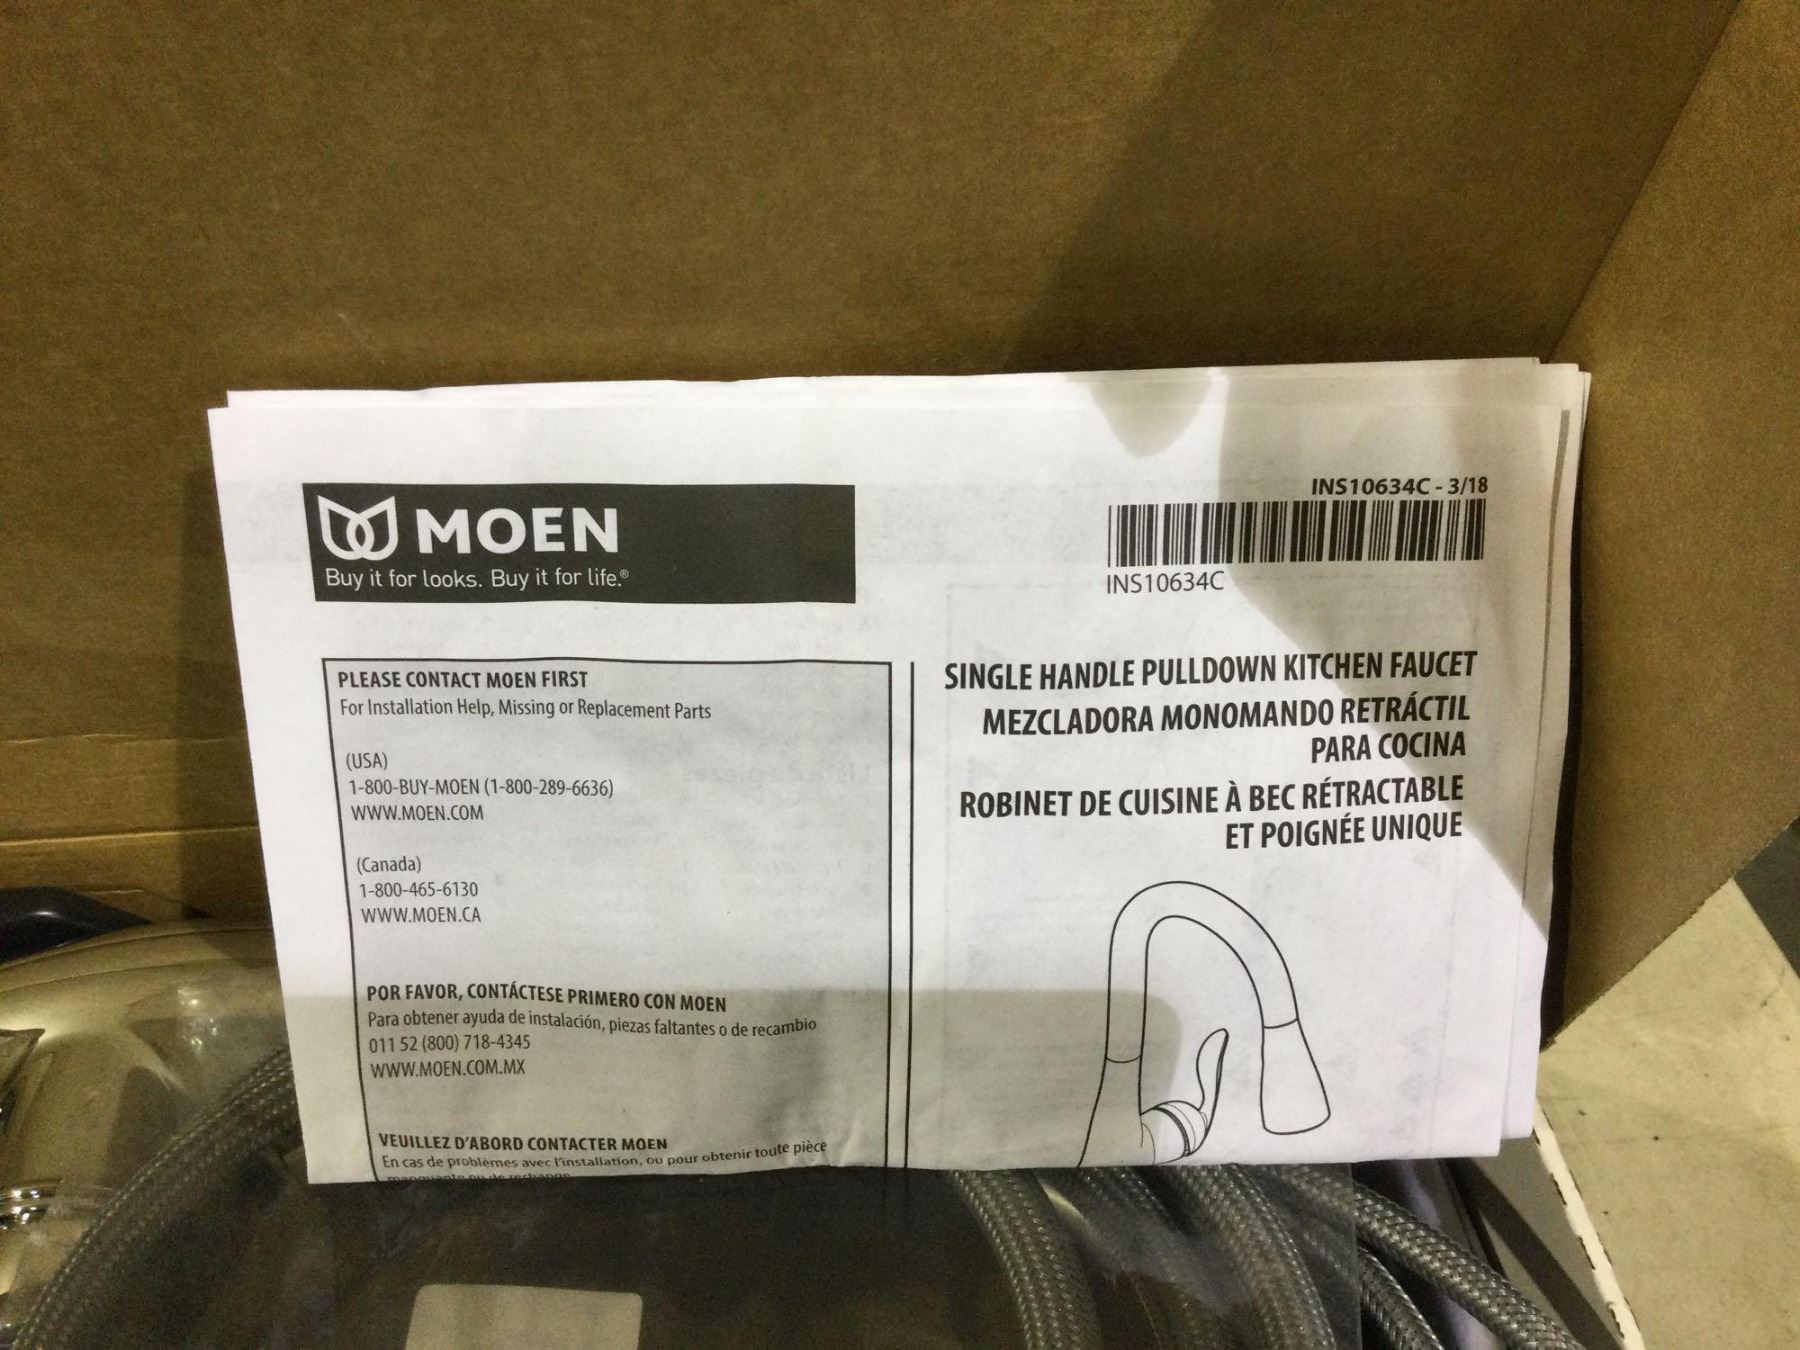 MOEN
Buy it for looks. Buy it for life.®
INS10634C - 3/18
INS10634C
PLEASE CONTACT MOEN FIRST
For Installation Help, Missing or Replacement Parts
(USA)
1-800-BUY-MOEN (1-800-289-6636)
WWW.MOEN.COM
(Canada)
1-800-465-6130
WWW.MOEN.CA
POR FAVOR, CONTÁCTESE PRIMERO CON MOEN
Para obtener ayuda de instalación, piezas faltantes o de recambio
011 52 (800) 718-4345
WWW.MOEN.COM.MX
VEUILLEZ D'ABORD CONTACTER MOEN
En cas de problèmes avec l'installation, ou pour obtenir toute pièce
manquante ou de rechange
SINGLE HANDLE PULLDOWN KITCHEN FAUCET
MEZCLADORA MONOMANDO RETRÁCTIL
PARA COCINA
ROBINET DE CUISINE À BEC RÉTRACTABLE
ET POIGNÉE UNIQUE